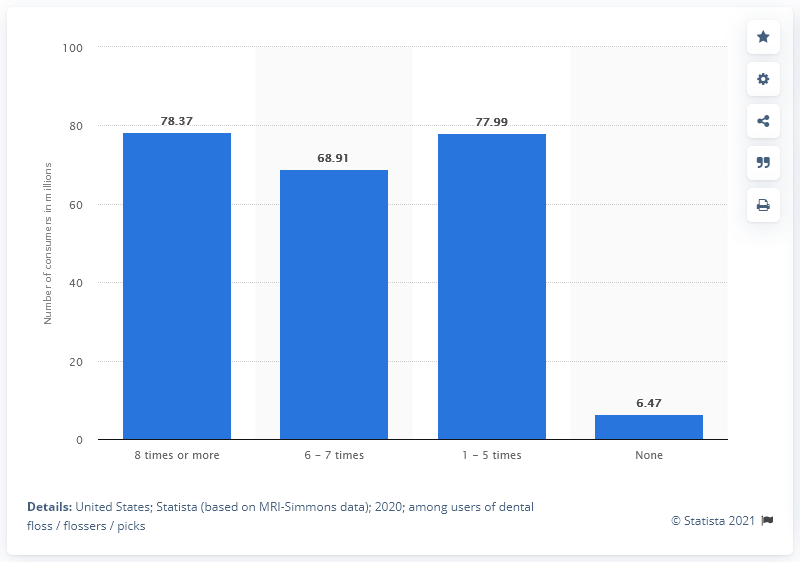 100
80
60
40
20
0
Number of consumers in millions
78.37
68.91
77.99
6.47
8 times or more
6 – 7 times
1 – 5 times
None
Details: United States; Statista (based on MRI-Simmons data); 2020; among users of dental
floss / flossers / picks
© Statista 2021